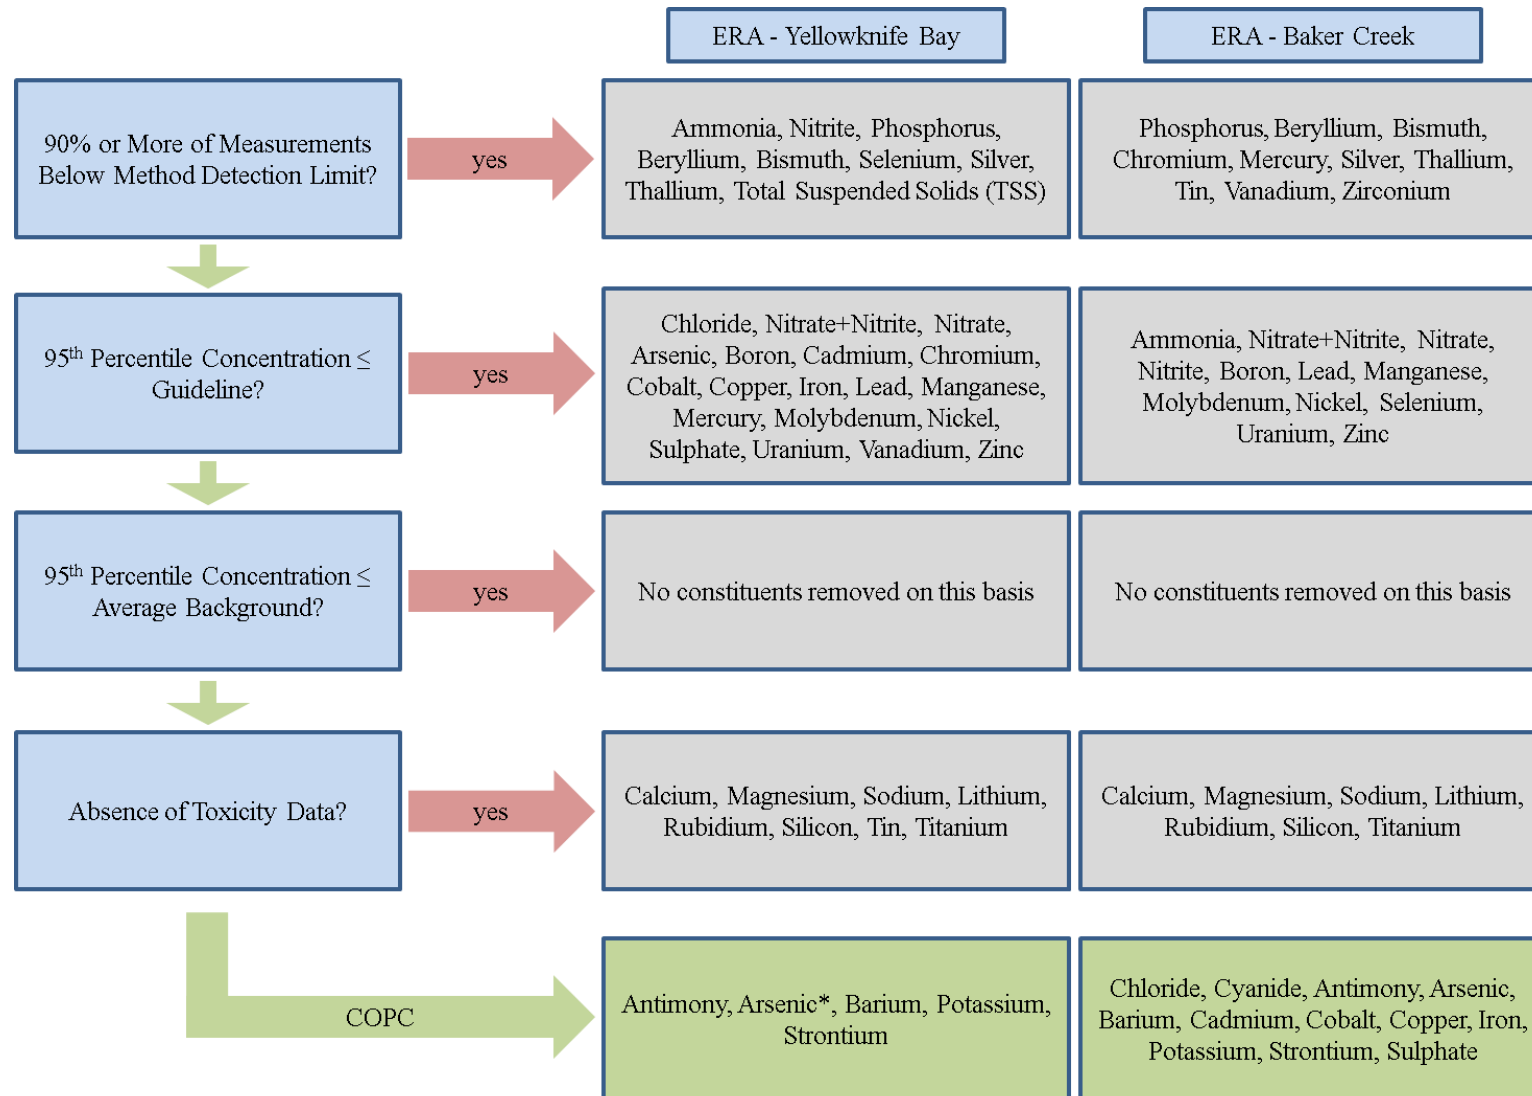 ERA - Yellowknife Bay
ERA - Baker Creek
90% or More of Measurements
Below Method Detection Limit?
yes
Ammonia, Nitrite, Phosphorus,
Beryllium, Bismuth, Selenium, Silver,
Thallium, Total Suspended Solids (TSS)
Phosphorus, Beryllium, Bismuth,
Chromium, Mercury, Silver, Thallium,
Tin, Vanadium, Zirconium
95th Percentile Concentration ≤
Guideline?
yes
Chloride, Nitrate+Nitrite, Nitrate,
Arsenic, Boron, Cadmium, Chromium,
Cobalt, Copper, Iron, Lead, Manganese,
Mercury, Molybdenum, Nickel,
Sulphate, Uranium, Vanadium, Zinc
Ammonia, Nitrate+Nitrite, Nitrate,
Nitrite, Boron, Lead, Manganese,
Molybdenum, Nickel, Selenium,
Uranium, Zinc
95th Percentile Concentration ≤
Average Background?
yes
No constituents removed on this basis
No constituents removed on this basis
Absence of Toxicity Data?
yes
Calcium, Magnesium, Sodium, Lithium,
Rubidium, Silicon, Tin, Titanium
Calcium, Magnesium, Sodium, Lithium,
Rubidium, Silicon, Titanium
COPC
Antimony, Arsenic*, Barium, Potassium,
Strontium
Chloride, Cyanide, Antimony, Arsenic,
Barium, Cadmium, Cobalt, Copper, Iron,
Potassium, Strontium, Sulphate